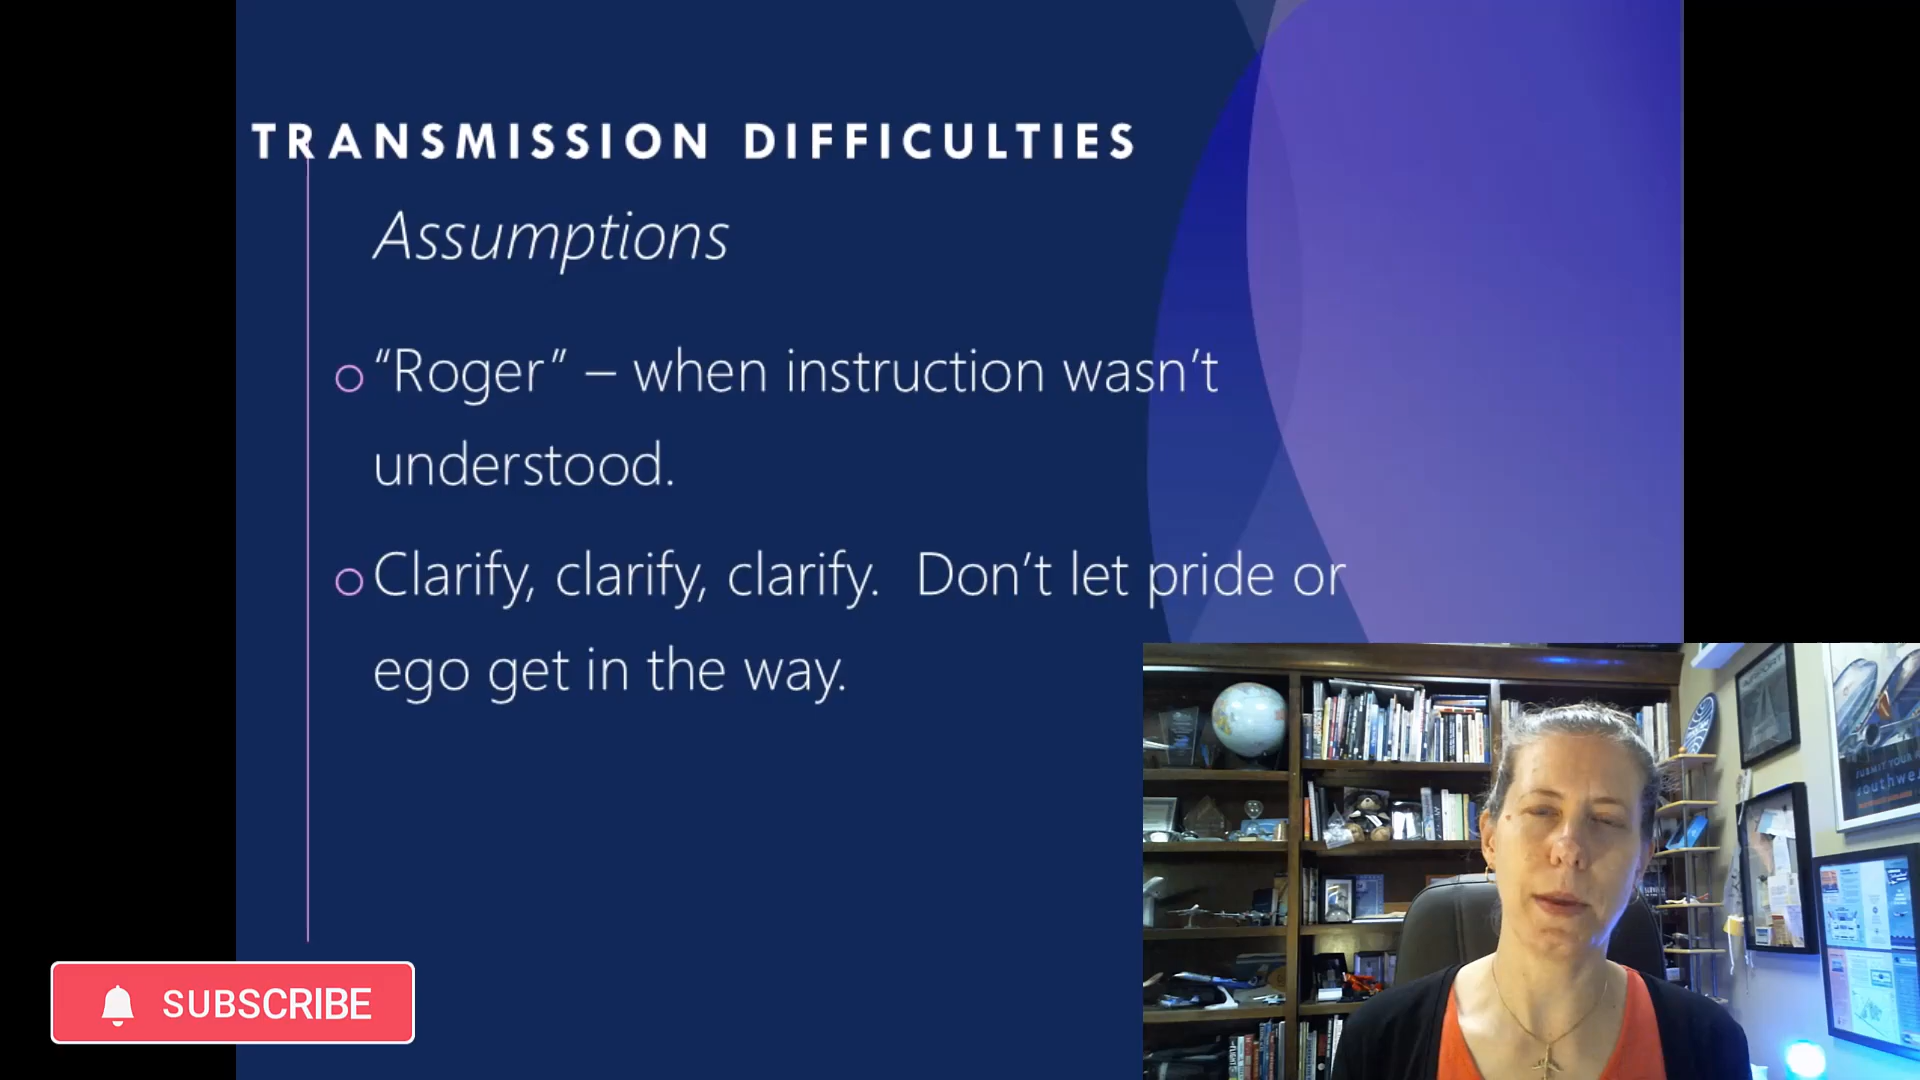 TRANSMISSION DIFFICULTIES
Assumptions
“Roger” – when instruction wasn’t
understood.
Clarify, clarify, clarify.  Don’t let pride or
ego get in the way.
SUBSCRIBE